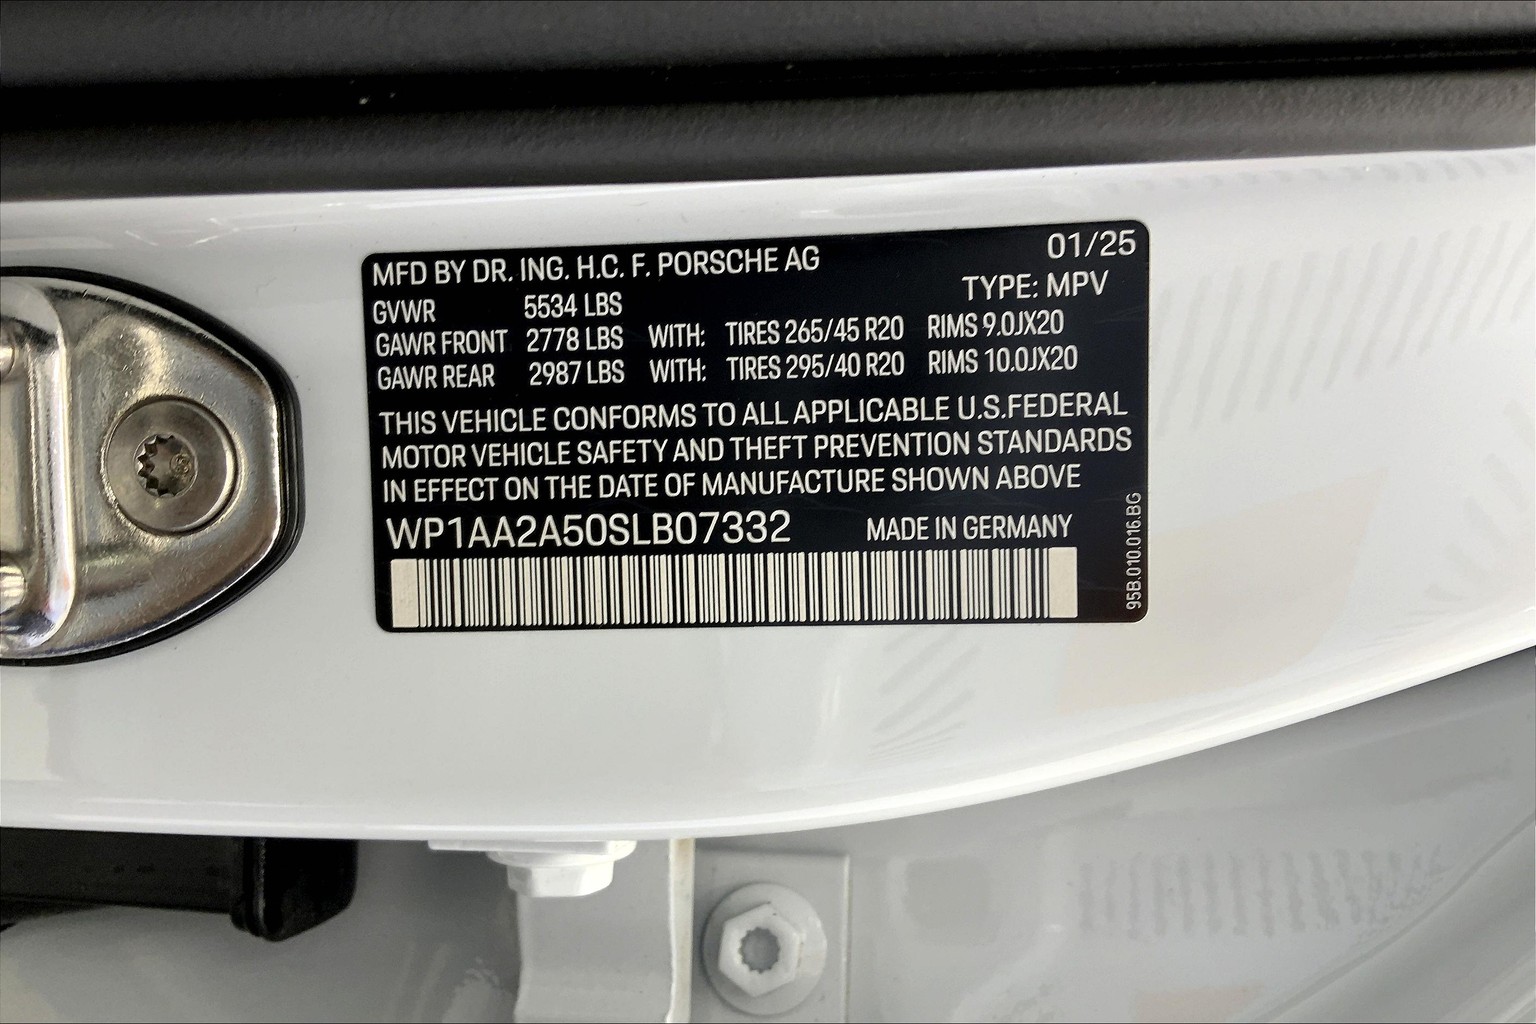 MFD BY DR. ING. H.C. F. PORSCHE AG 01/25
TYPE: MPV
GVWR 5534 LBS
GAWR FRONT 2778 LBS WITH: TIRES 265/45 R20 RIMS 9.0JX20
GAWR REAR 2987 LBS WITH: TIRES 295/40 R20 RIMS 10.0JX20
THIS VEHICLE CONFORMS TO ALL APPLICABLE U.S.FEDERAL
MOTOR VEHICLE SAFETY AND THEFT PREVENTION STANDARDS
IN EFFECT ON THE DATE OF MANUFACTURE SHOWN ABOVE
WP1AA2A50SLB07332 MADE IN GERMANY
95B.010.016.BG